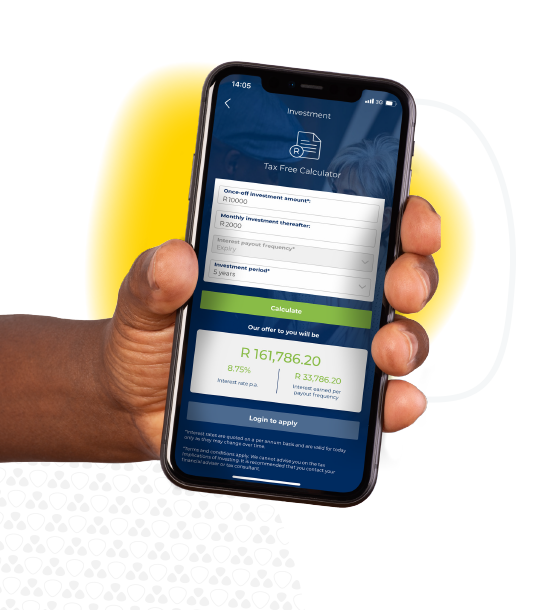 14:05
3G
Investment
R
Tax Free Calculator
Once-off investment amount*:
R10000
Monthly investment thereafter:
R2000
Interest payout frequency*
Expiry
Investment period*
5 years
Calculate
Our offer to you will be
R 161,786.20
8.75%
Interest rate p.a.
R 33,786.20
Interest earned per
payout frequency
Login to apply
*Interest rates are quoted on a per annum basis and are valid for today
only as they may change over time.
*Terms and conditions apply. We cannot advise you on the tax
implications of investing. It is recommended that you contact your
financial adviser or tax consultant.